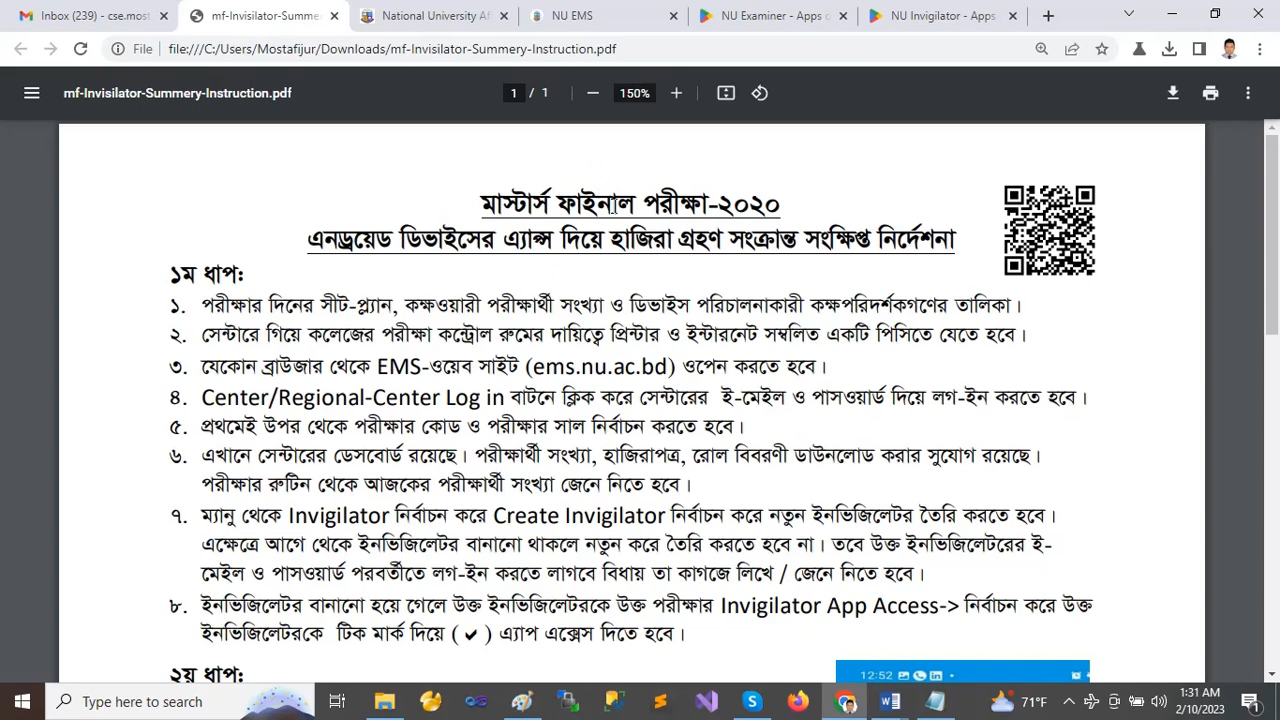 Inbox (239) - cse.most
mf-Invisilator-Summe
National University Af
NU EMS
NU Examiner - Apps o
NU Invigilator - Apps
File
file:///C:/Users/Mostafijur/Downloads/mf-Invisilator-Summery-Instruction.pdf
mf-Invisilator-Summery-Instruction.pdf
1 / 1
150%
মাস্টার্স ফাইনাল পরীক্ষা-২০২০
এনড্রয়েড ডিভাইসের এ্যাপ্স দিয়ে হাজিরা গ্রহণ সংক্রান্ত সংক্ষিপ্ত নির্দেশনা
১ম ধাপ:
১. পরীক্ষার দিনের সীট-প্ল্যান, কক্ষওয়ারী পরীক্ষার্থী সংখ্যা ও ডিভাইস পরিচালনাকারী কক্ষপরিদর্শকগণের তালিকা।
২. সেন্টারে গিয়ে কলেজের পরীক্ষা কন্ট্রোল রুমের দায়িত্বে প্রিন্টার ও ইন্টারনেট সম্বলিত একটি পিসিতে যেতে হবে।
৩. যেকোন ব্রাউজার থেকে EMS-ওয়েব সাইট (ems.nu.ac.bd) ওপেন করতে হবে।
৪. Center/Regional-Center Log in বাটনে ক্লিক করে সেন্টারের ই-মেইল ও পাসওয়ার্ড দিয়ে লগ-ইন করতে হবে।
৫. প্রথমেই উপর থেকে পরীক্ষার কোড ও পরীক্ষার সাল নির্বাচন করতে হবে।
৬. এখানে সেন্টারের ডেসবোর্ড রয়েছে। পরীক্ষার্থী সংখ্যা, হাজিরাপত্র, রোল বিবরণী ডাউনলোড করার সুযোগ রয়েছে।
পরীক্ষার রুটিন থেকে আজকের পরীক্ষার্থী সংখ্যা জেনে নিতে হবে।
৭. ম্যানু থেকে Invigilator নির্বাচন করে Create Invigilator নির্বাচন করে নতুন ইনভিজিলেটর তৈরি করতে হবে।
এক্ষেত্রে আগে থেকে ইনভিজিলেটর বানানো থাকলে নতুন করে তৈরি করতে হবে না। তবে উক্ত ইনভিজিলেটরের ই-
মেইল ও পাসওয়ার্ড পরবর্তীতে লগ-ইন করতে লাগবে বিধায় তা কাগজে লিখে / জেনে নিতে হবে।
৮. ইনভিজিলেটর বানানো হয়ে গেলে উক্ত ইনভিজিলেটরকে উক্ত পরীক্ষার Invigilator App Access-> নির্বাচন করে উক্ত
ইনভিজিলেটরকে টিক মার্ক দিয়ে (✔) এ্যাপ এক্সেস দিতে হবে।
২য় ধাপ:
12:52
Type here to search
71°F
1:31 AM
2/10/2023